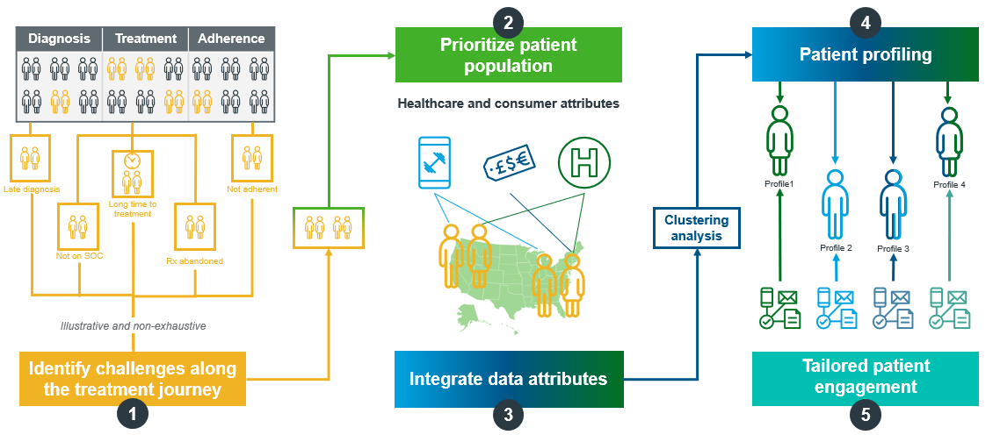 Diagnosis
Treatment
Adherence
Late diagnosis
Long time to
treatment
Not adherent
Not on SOC
Rx abandoned
Illustrative and non-exhaustive
Identify challenges along
the treatment journey
1
2
Prioritize patient
population
Healthcare and consumer attributes
£$€
H
Integrate data attributes
3
Clustering
analysis
4
Patient profiling
Profile1
Profile 2
Profile 3
Profile 4
Tailored patient
engagement
5